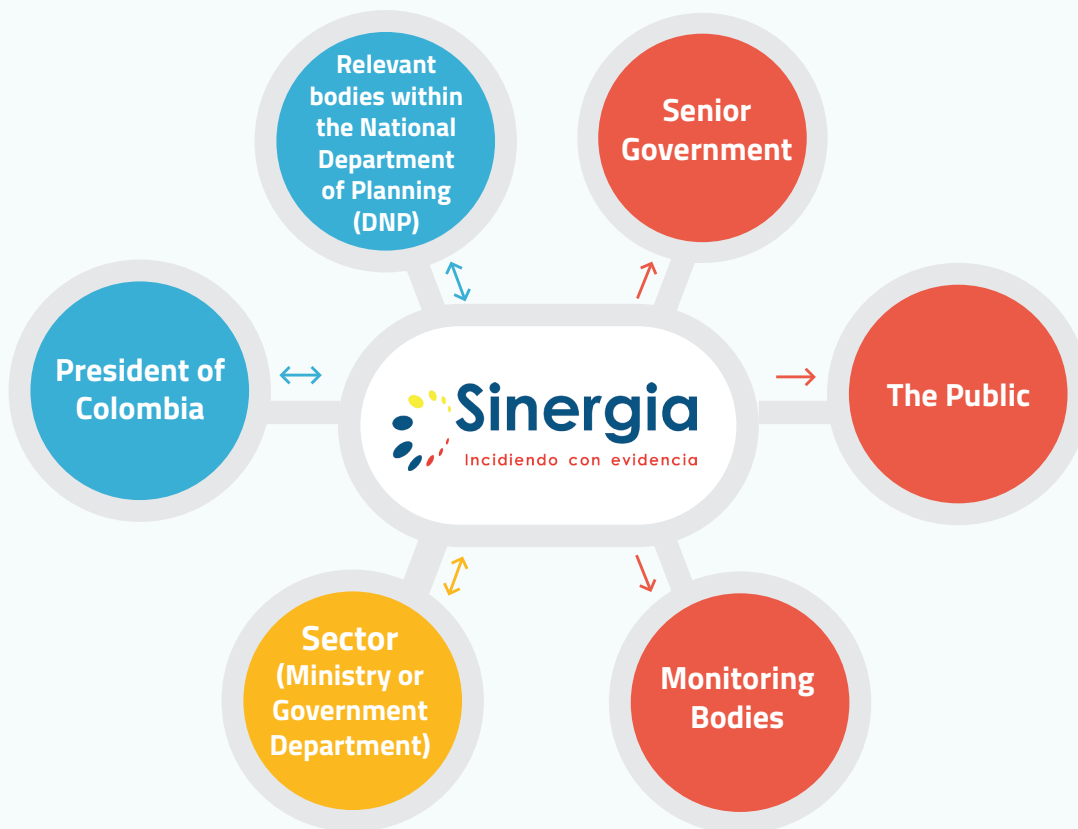 Relevant
bodies within
the National
Department
of Planning
(DNP)
Senior
Government
President of
Colombia
Sinergia
Incidiendo con evidencia
The Public
Sector
(Ministry or
Government
Department)
Monitoring
Bodies